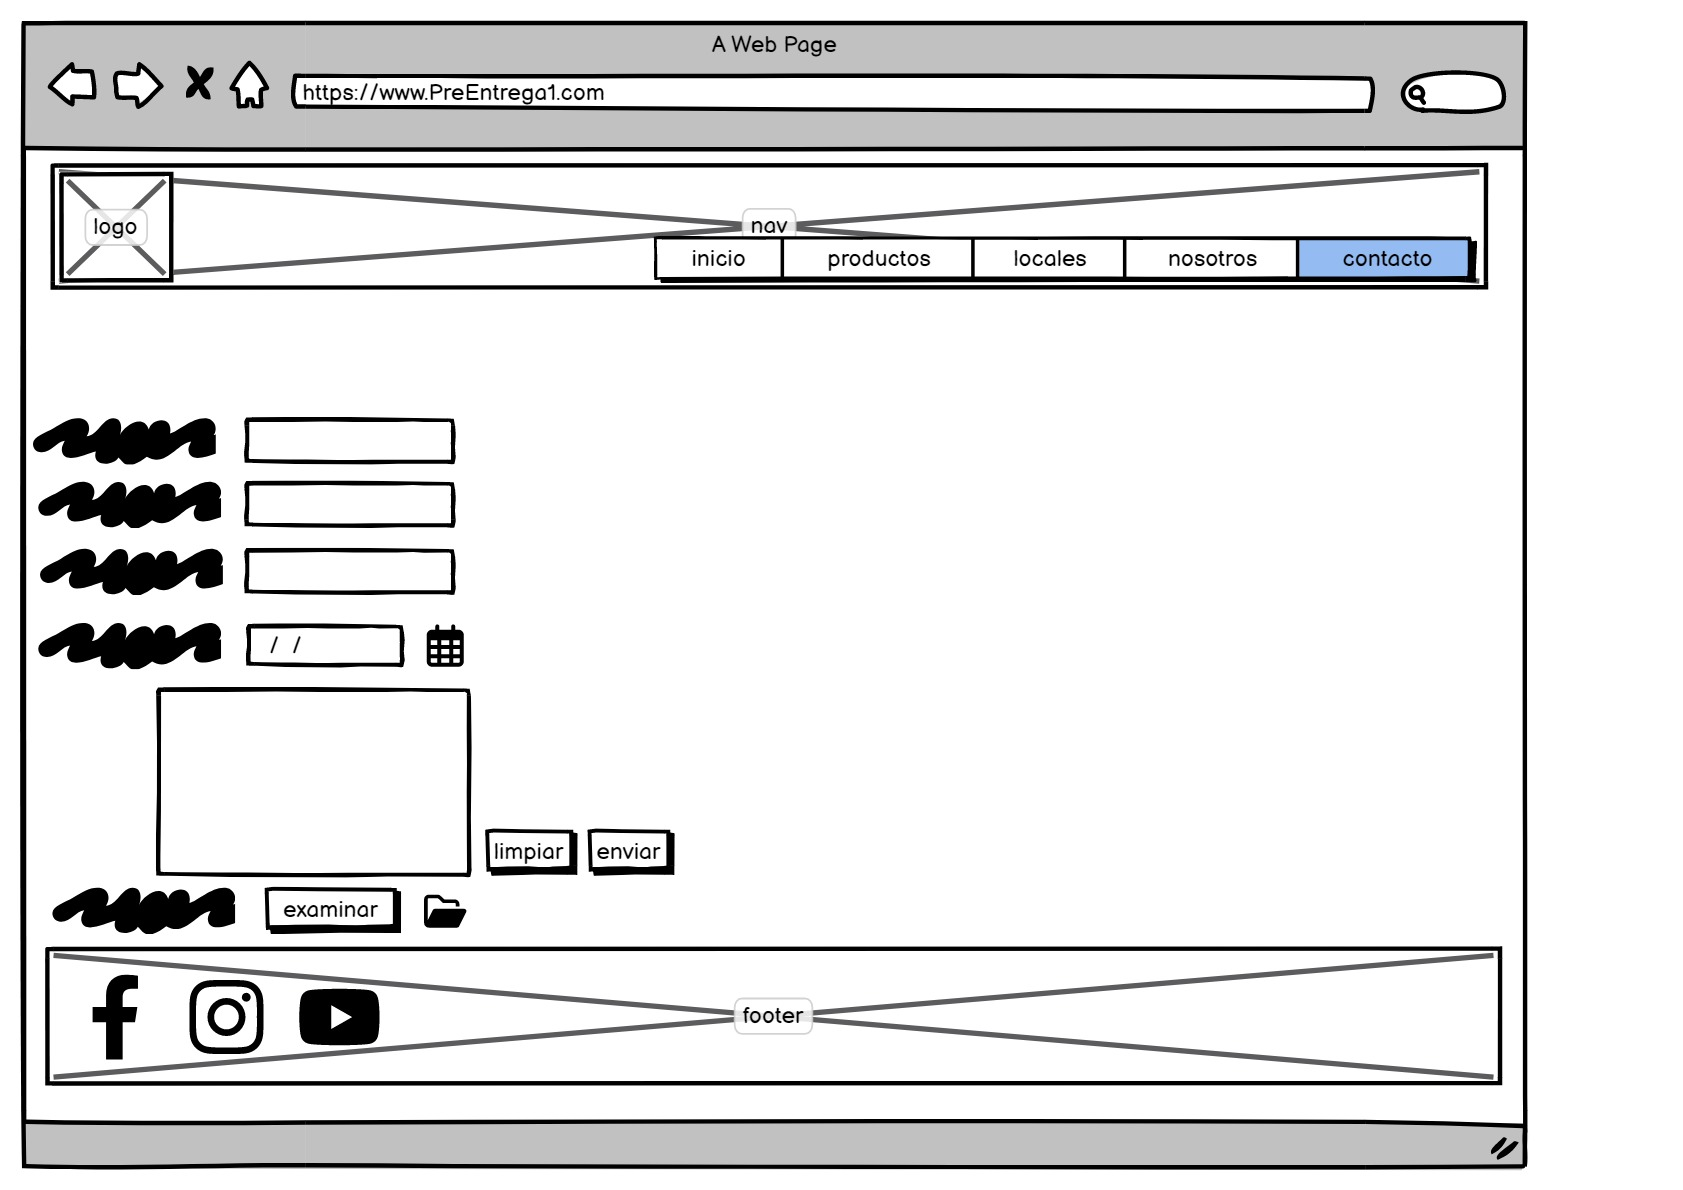 A Web Page
https://www.PreEntrega1.com
logo
nav
inicio productos locales nosotros contacto
/ /
limpiar enviar
examinar
footer